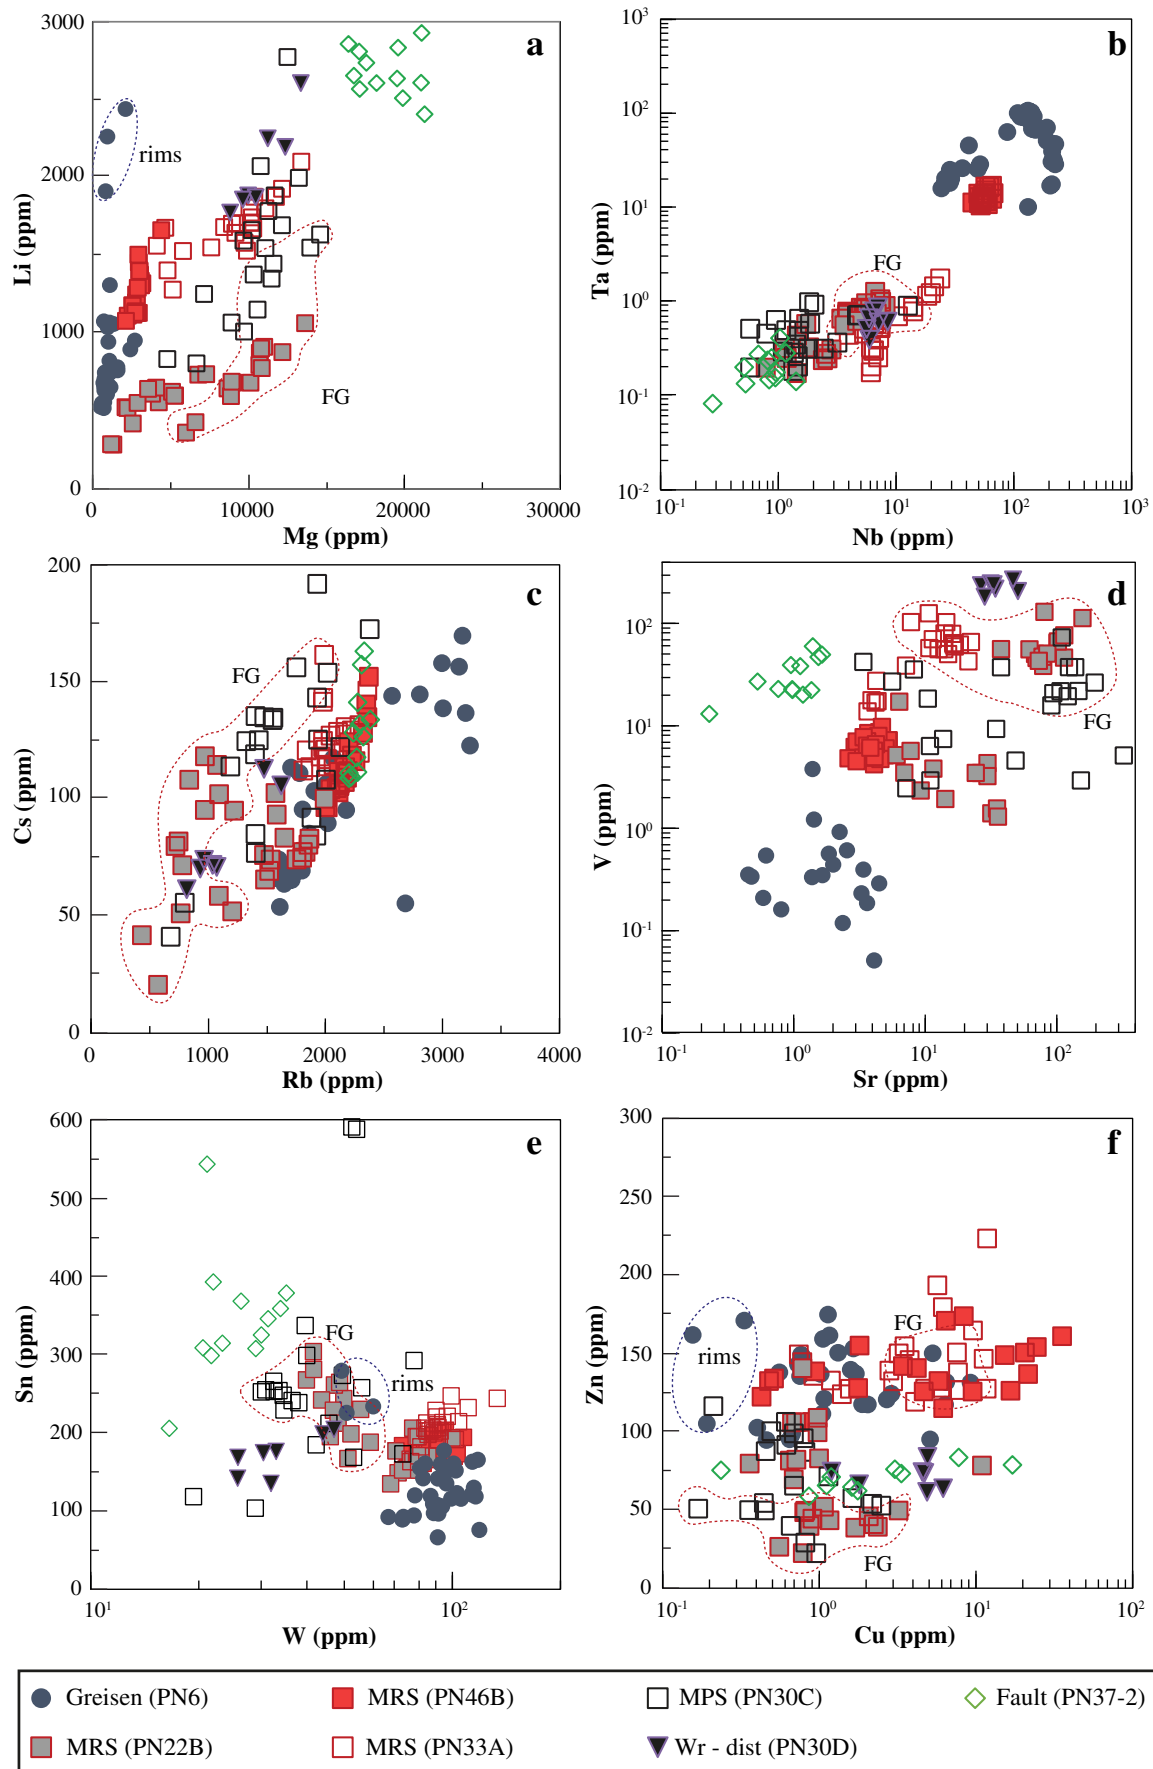 a
3000
2000
1000
0
Li (ppm)
rims
FG
0 10000 20000 30000
Mg (ppm)
b
10³
10²
10¹
10⁰
10⁻¹
10⁻²
Ta (ppm)
FG
10⁻¹ 10⁰ 10¹ 10² 10³
Nb (ppm)
c
200
150
100
50
0
Cs (ppm)
FG
0 1000 2000 3000 4000
Rb (ppm)
d
10²
10¹
10⁰
10⁻¹
10⁻²
V (ppm)
FG
10⁻¹ 10⁰ 10¹ 10²
Sr (ppm)
e
600
500
400
300
200
100
0
Sn (ppm)
FG
rims
10¹ 10²
W (ppm)
f
300
250
200
150
100
50
0
Zn (ppm)
rims
FG
FG
10⁻¹ 10⁰ 10¹ 10²
Cu (ppm)
Greisen (PN6) MRS (PN46B) MPS (PN30C) Fault (PN37-2)
MRS (PN22B) MRS (PN33A) Wr - dist (PN30D)